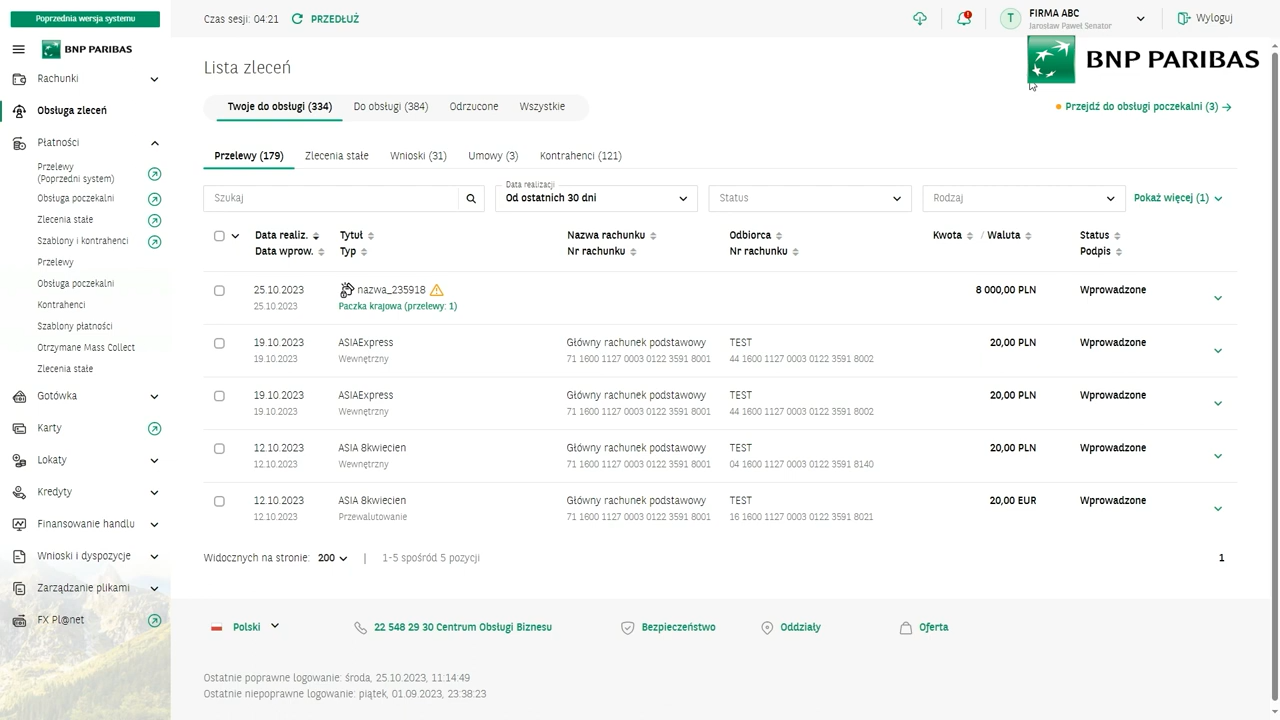 Poprzednia wersja systemu
Czas sesji: 04:21 PRZEDŁUŻ
T FIRMA ABC
Jarosław Paweł Senator
Wyloguj
BNP PARIBAS
BNP PARIBAS
Rachunki
Obsługa zleceń
Płatności
Przelewy
(Poprzedni system)
Obsługa poczekalni
Zlecenia stałe
Szablony i kontrahenci
Przelewy
Obsługa poczekalni
Kontrahenci
Szablony płatności
Otrzymane Mass Collect
Zlecenia stałe
Gotówka
Karty
Lokaty
Kredyty
Finansowanie handlu
Wnioski i dyspozycje
Zarządzanie plikami
FX Pl@net
Lista zleceń
Twoje do obsługi (334) Do obsługi (384) Odrzucone Wszystkie
Przejdź do obsługi poczekalni (3)
Przelewy (179) Zlecenia stałe Wnioski (31) Umowy (3) Kontrahenci (121)
Data realizacji
Szukaj Od ostatnich 30 dni Status Rodzaj Pokaż więcej (1)
Data realiz. Tytuł Nazwa rachunku Odbiorca Kwota / Waluta Status
Data wprow. Typ Nr rachunku Nr rachunku Podpis
25.10.2023 nazwa_235918 8 000,00 PLN Wprowadzone
25.10.2023 Paczka krajowa (przelewy: 1)
19.10.2023 ASIAExpress Główny rachunek podstawowy TEST 20,00 PLN Wprowadzone
19.10.2023 Wewnętrzny 71 1600 1127 0003 0122 3591 8001 44 1600 1127 0003 0122 3591 8002
19.10.2023 ASIAExpress Główny rachunek podstawowy TEST 20,00 PLN Wprowadzone
19.10.2023 Wewnętrzny 71 1600 1127 0003 0122 3591 8001 44 1600 1127 0003 0122 3591 8002
12.10.2023 ASIA 8kwiecien Główny rachunek podstawowy TEST 20,00 PLN Wprowadzone
12.10.2023 Wewnętrzny 71 1600 1127 0003 0122 3591 8001 04 1600 1127 0003 0122 3591 8140
12.10.2023 ASIA 8kwiecien Główny rachunek podstawowy TEST 20,00 EUR Wprowadzone
12.10.2023 Przewalutowanie 71 1600 1127 0003 0122 3591 8001 16 1600 1127 0003 0122 3591 8021
Widocznych na stronie: 200 | 1-5 spośród 5 pozycji 1
Polski 22 548 29 30 Centrum Obsługi Biznesu Bezpieczeństwo Oddziały Oferta
Ostatnie poprawne logowanie: środa, 25.10.2023, 11:14:49
Ostatnie niepoprawne logowanie: piątek, 01.09.2023, 23:38:23